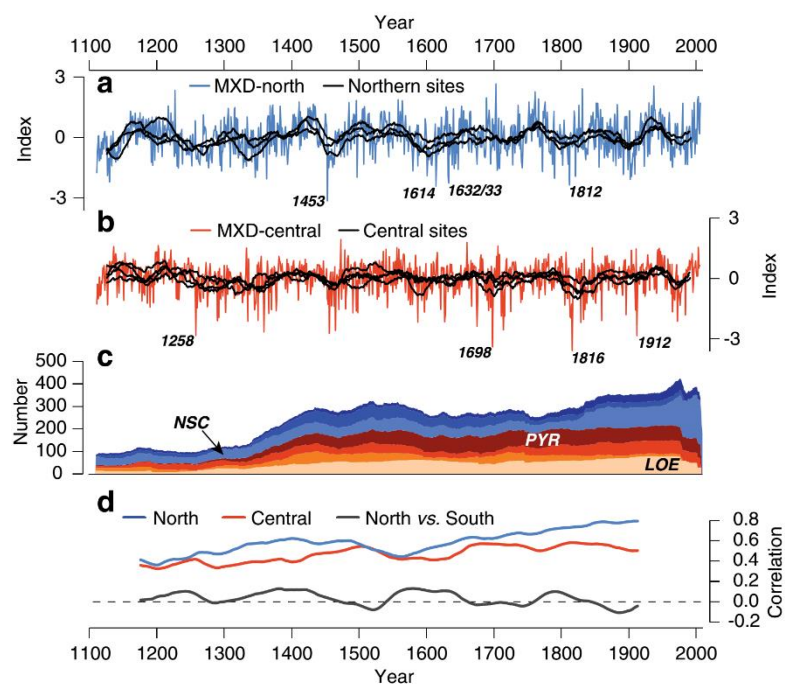 Year
1100 1200 1300 1400 1500 1600 1700 1800 1900 2000
a
MXD-north Northern sites
3
0
-3
Index
1453 1614 1632/33 1812
b
MXD-central Central sites
3
0
-3
Index
1258 1698 1816 1912
c
500
400
300
200
100
0
Number
NSC
PYR
LOE
d
North Central North vs. South
0.8
0.6
0.4
0.2
0.0
-0.2
Correlation
1100 1200 1300 1400 1500 1600 1700 1800 1900 2000
Year